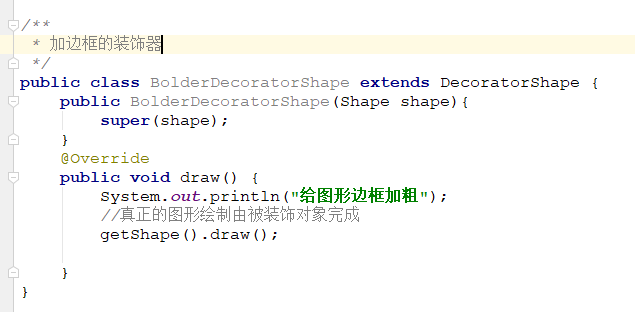 /**
 * 加边框的装饰器
 */
public class BolderDecoratorShape extends DecoratorShape {
    public BolderDecoratorShape(Shape shape){
        super(shape);
    }
    @Override
    public void draw() {
        System.out.println("给图形边框加粗");
        //真正的图形绘制由被装饰对象完成
        getShape().draw();
    }
}